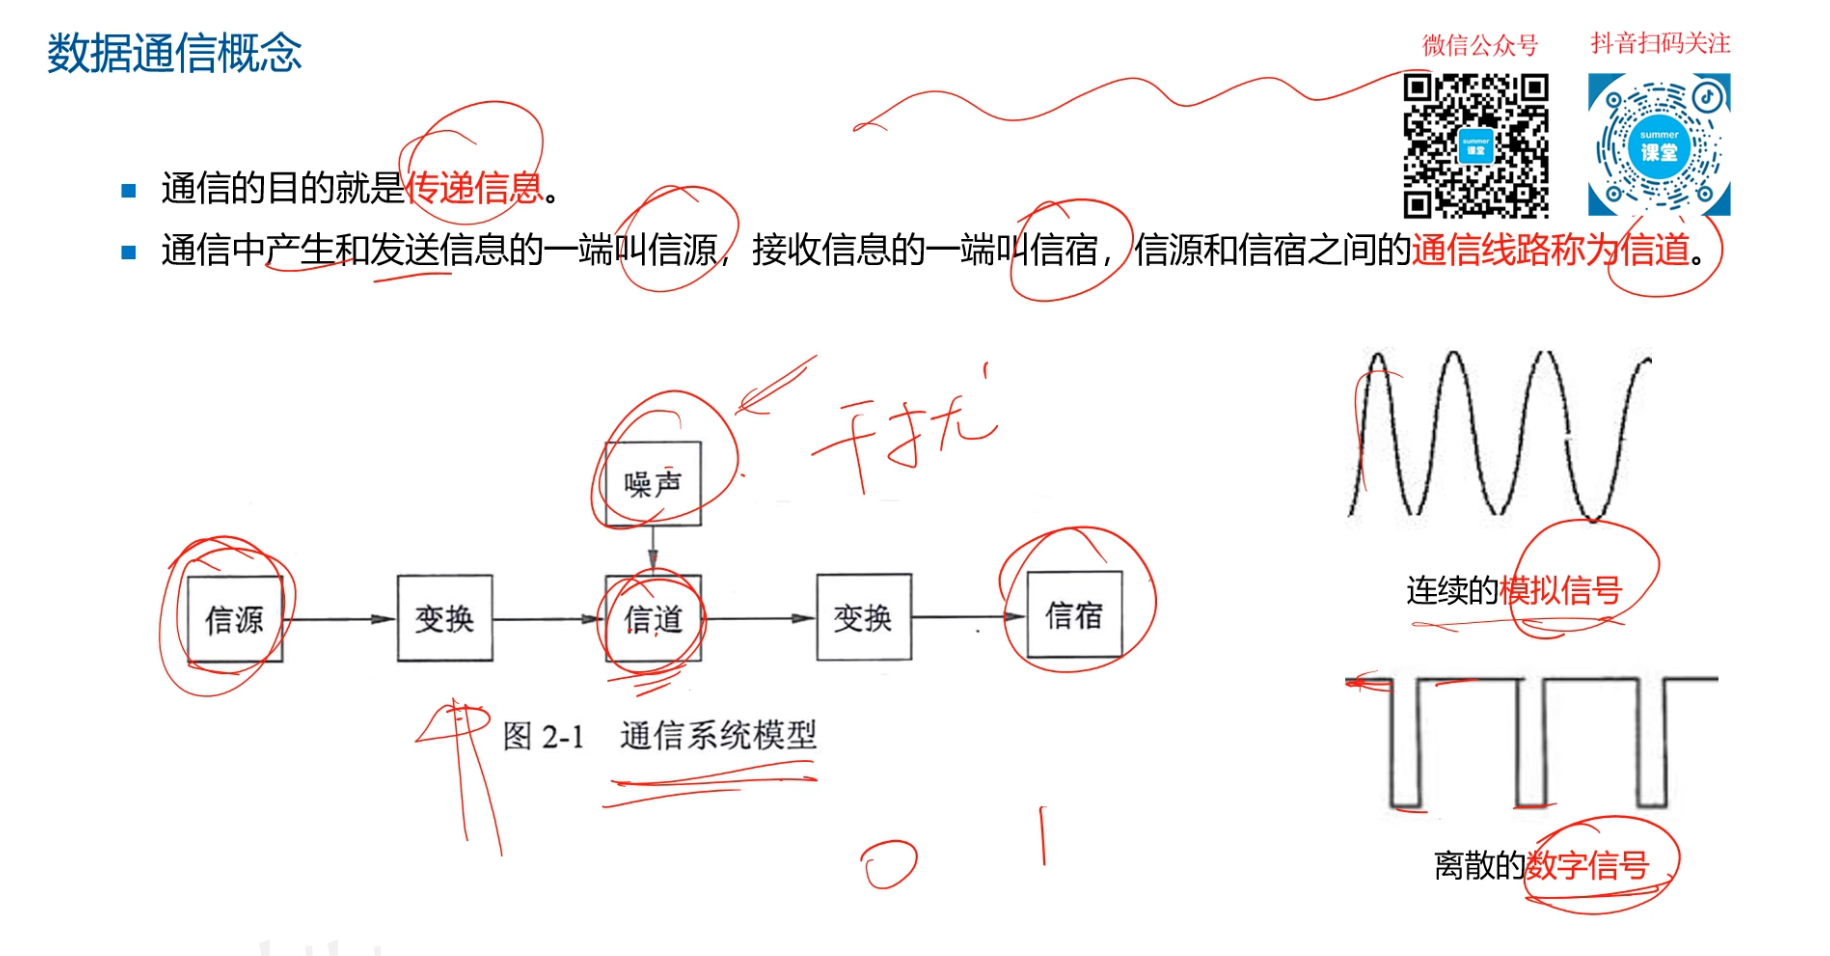 数据通信概念
微信公众号
抖音扫码关注
summer
课堂
summer
课堂
通信的目的就是传递信息。
通信中产生和发送信息的一端叫信源，接收信息的一端叫信宿，信源和信宿之间的通信线路称为信道。
干扰
噪声
信源
变换
信道
变换
信宿
图 2-1 通信系统模型
连续的模拟信号
0 1
离散的数字信号